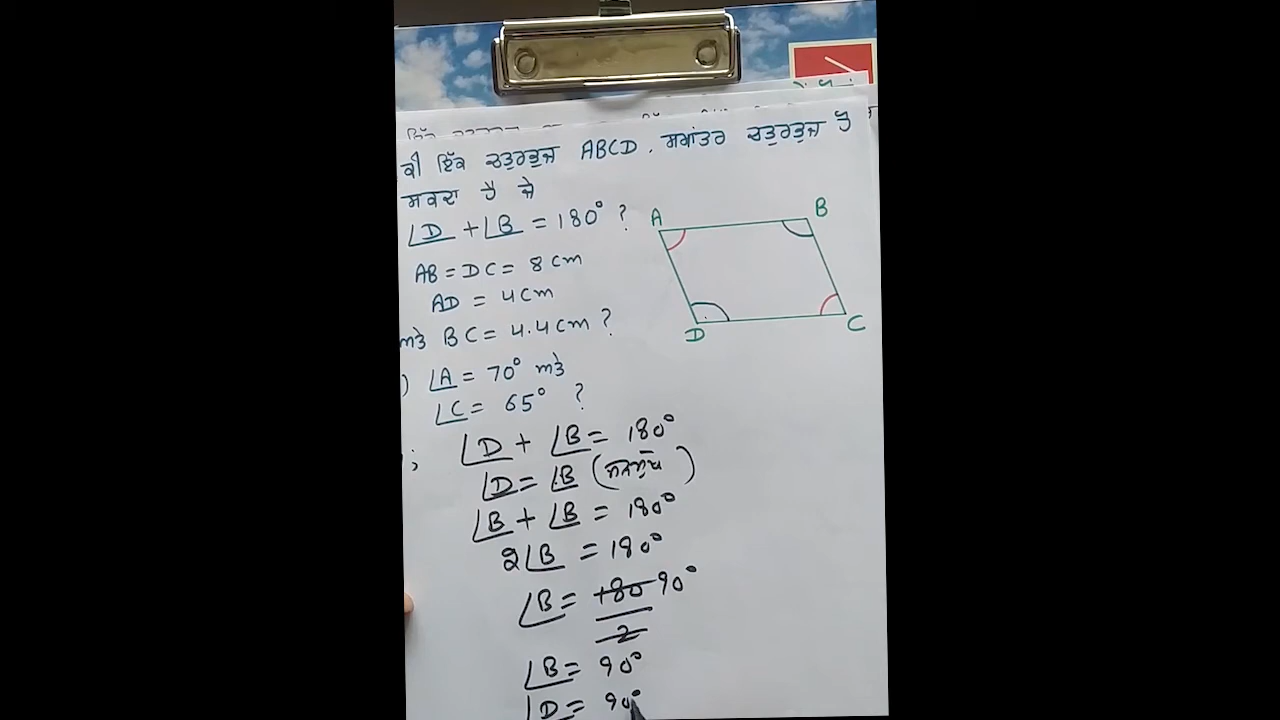 ਕੀ ਇੱਕ ਚਤੁਰਭੁਜ ABCD, ਸਮਾਂਤਰ ਚਤੁਰਭੁਜ ਹੋ
ਸਕਦਾ ਹੈ ਜੇ
∠D + ∠B = 180° ?
AB = DC = 8 cm
AD = 4 cm
ਅਤੇ BC = 4.4 cm ?
) ∠A = 70° ਅਤੇ
∠C = 65° ?
A
B
D
C
; ∠D + ∠B = 180°
∠D = ∠B (ਸਨਮੁੱਖ )
∠B + ∠B = 180°
2∠B = 180°
∠B = 180 90°
2
∠B = 90°
∠D = 90°